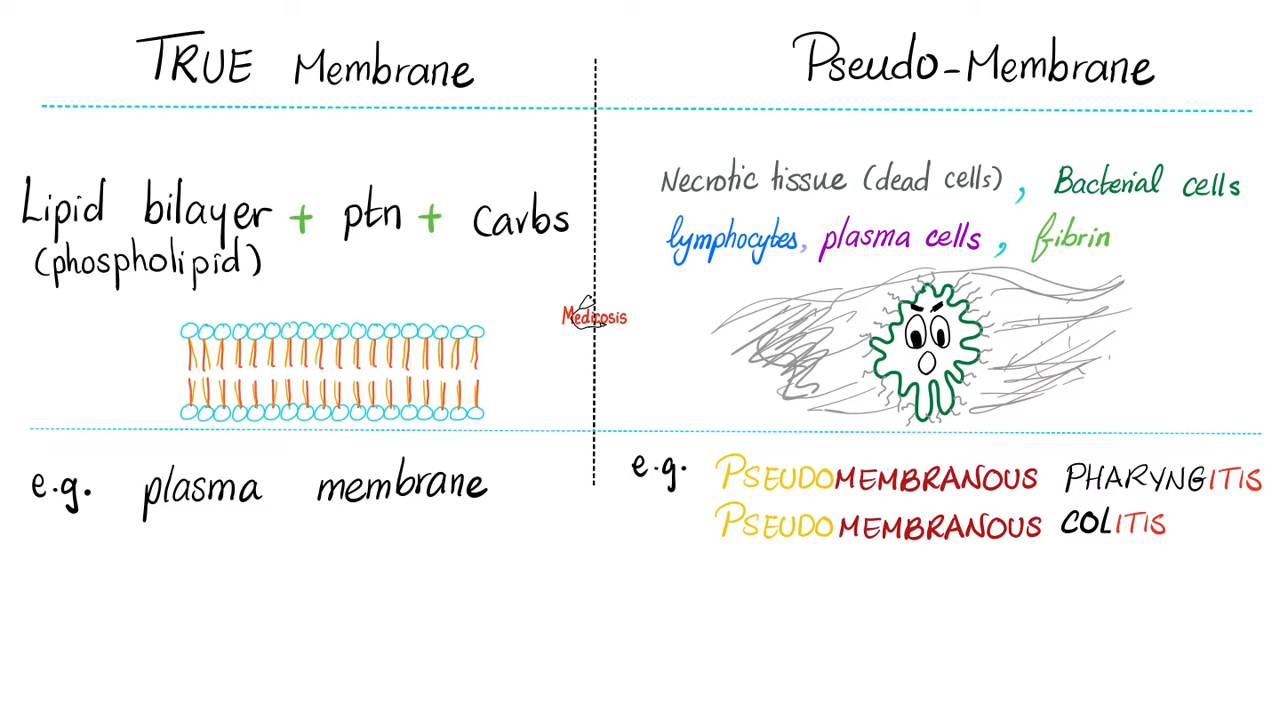 TRUE Membrane
Lipid bilayer + ptn + carbs
(phospholipid)
e.g. plasma membrane
Medicosis
Pseudo-Membrane
Necrotic tissue (dead cells), Bacterial cells
lymphocytes, plasma cells, fibrin
e.g. PSEUDOMEMBRANOUS PHARYNGITIS
PSEUDOMEMBRANOUS COLITIS